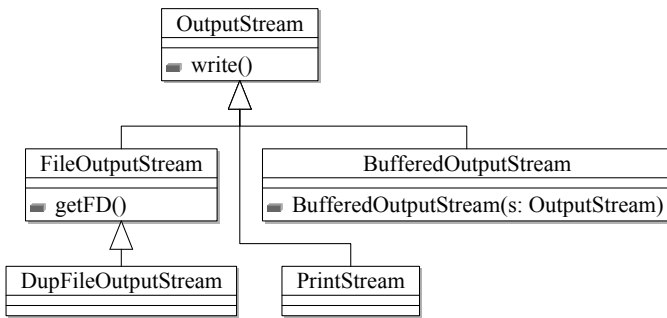 OutputStream
write()
FileOutputStream
getFD()
BufferedOutputStream
BufferedOutputStream(s: OutputStream)
DupFileOutputStream
PrintStream